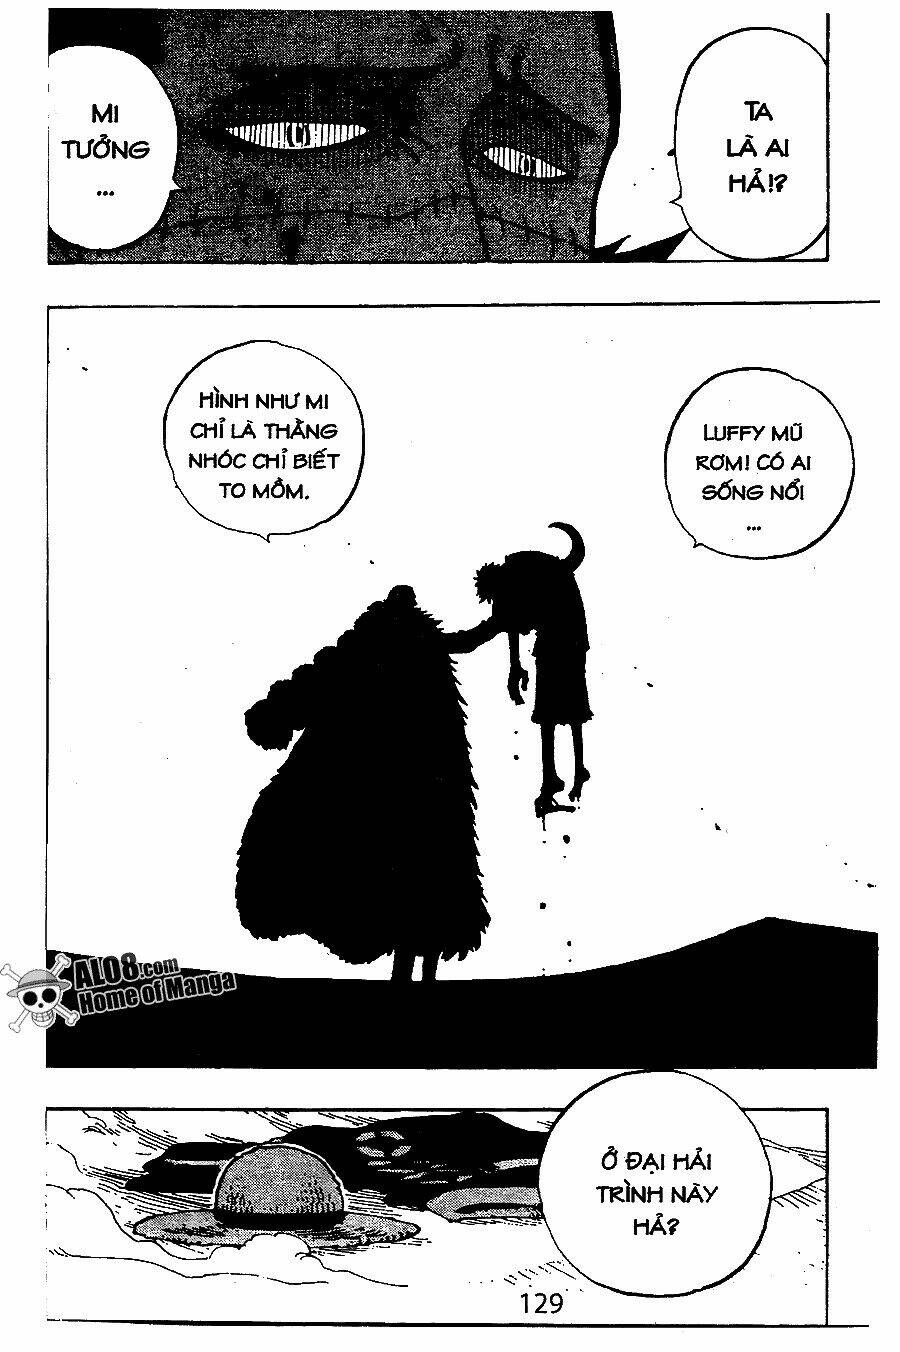 MI
TƯỞNG
...
TA
LÀ AI
HẢ!?
HÌNH NHƯ MI
CHỈ LÀ THẰNG
NHÓC CHỈ BIẾT
TO MỒM.
LUFFY MŨ
RƠM! CÓ AI
SỐNG NỔI
...
ALO8.com
Home of Manga
Ở ĐẠI HẢI
TRÌNH NÀY
HẢ?
129